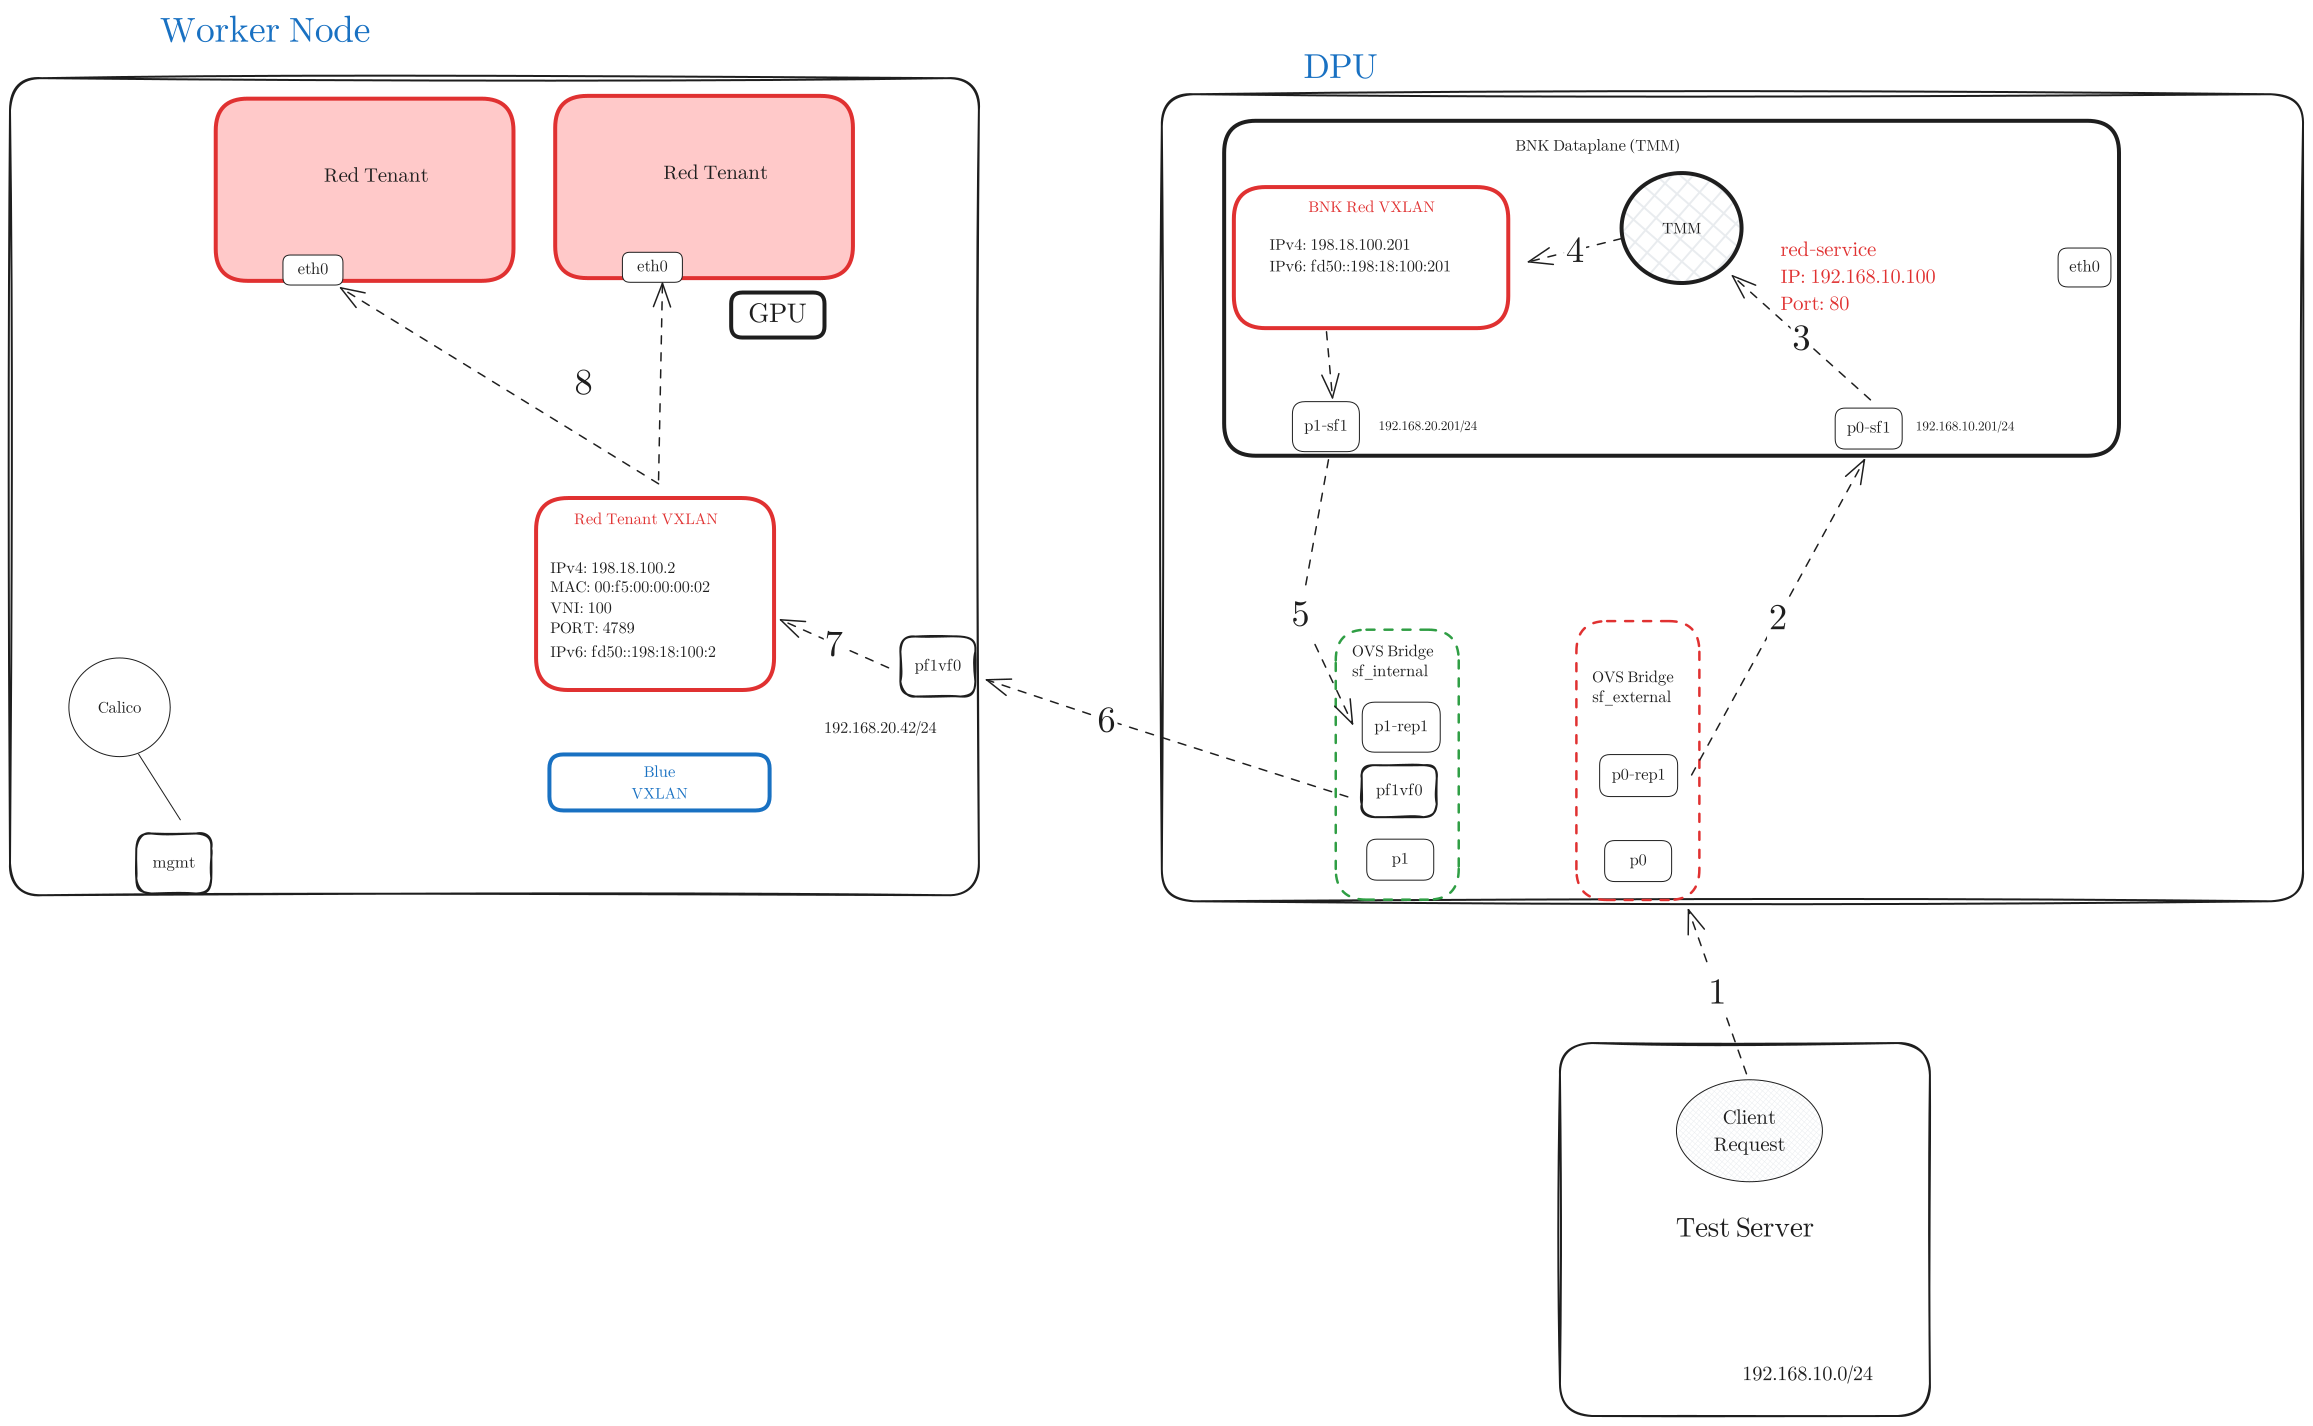 Worker Node
Red Tenant
eth0
Red Tenant
eth0
GPU
8
Red Tenant VXLAN
IPv4: 198.18.100.2
MAC: 00:f5:00:00:00:02
VNI: 100
PORT: 4789
IPv6: fd50::198:18:100:2
7
pf1vf0
192.168.20.42/24
Calico
mgmt
Blue
VXLAN
DPU
BNK Dataplane (TMM)
BNK Red VXLAN
IPv4: 198.18.100.201
IPv6: fd50::198:18:100:201
4
TMM
red-service
IP: 192.168.10.100
Port: 80
eth0
3
p1-sf1
192.168.20.201/24
p0-sf1
192.168.10.201/24
5
2
6
OVS Bridge
sf_internal
p1-rep1
pf1vf0
p1
OVS Bridge
sf_external
p0-rep1
p0
1
Client
Request
Test Server
192.168.10.0/24